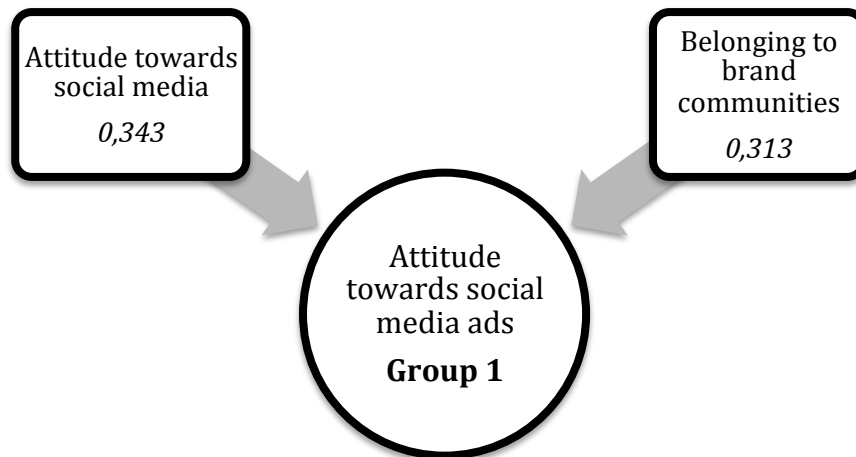 Attitude towards
social media
0,343
Belonging to
brand
communities
0,313
Attitude
towards social
media ads
Group 1